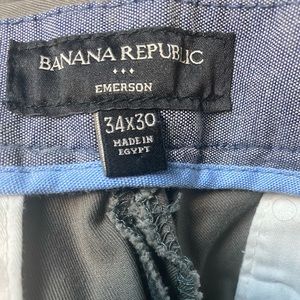 BANANA REPUBLIC
EMERSON
34X30
MADE IN
EGYPT